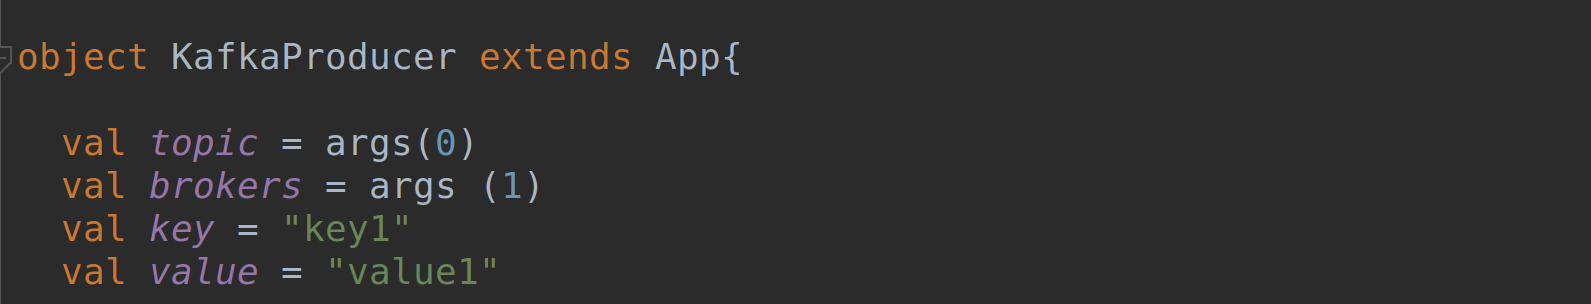 object KafkaProducer extends App{
val topic = args(0)
val brokers = args (1)
val key = "key1"
val value = "value1"